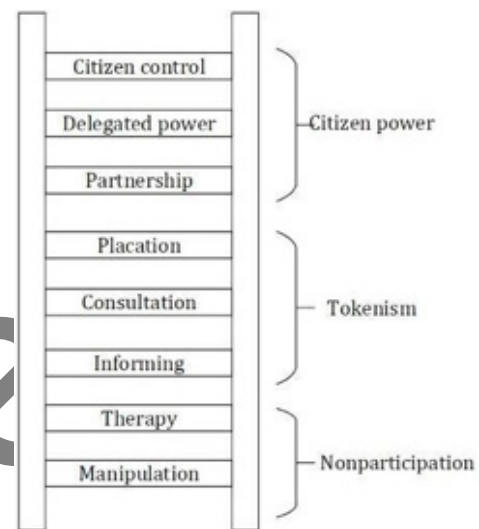 Citizen control
Delegated power
Partnership
Citizen power
Placation
Consultation
Informing
Tokenism
Therapy
Manipulation
Nonparticipation